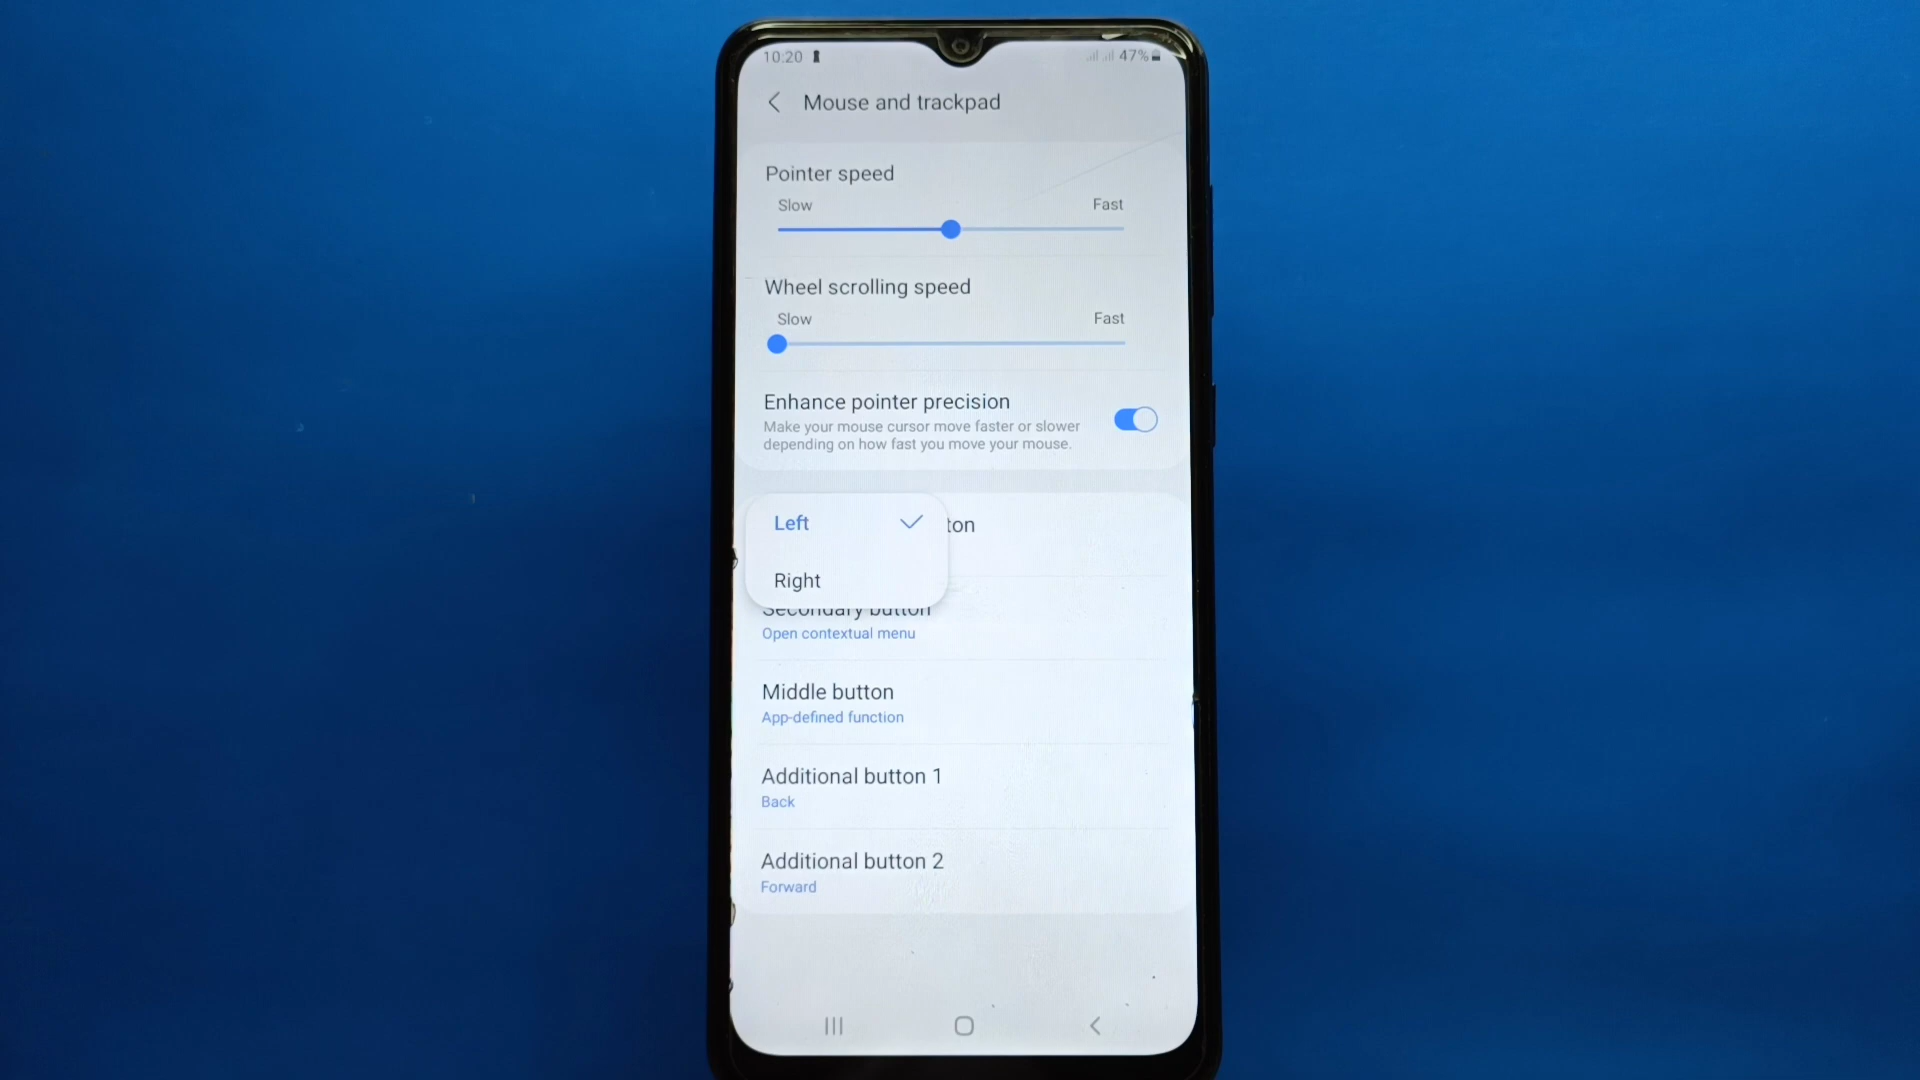 10:20 47%
Mouse and trackpad
Pointer speed
Slow Fast
Wheel scrolling speed
Slow Fast
Enhance pointer precision
Make your mouse cursor move faster or slower
depending on how fast you move your mouse.
Left ton
Right
Secondary button
Open contextual menu
Middle button
App-defined function
Additional button 1
Back
Additional button 2
Forward